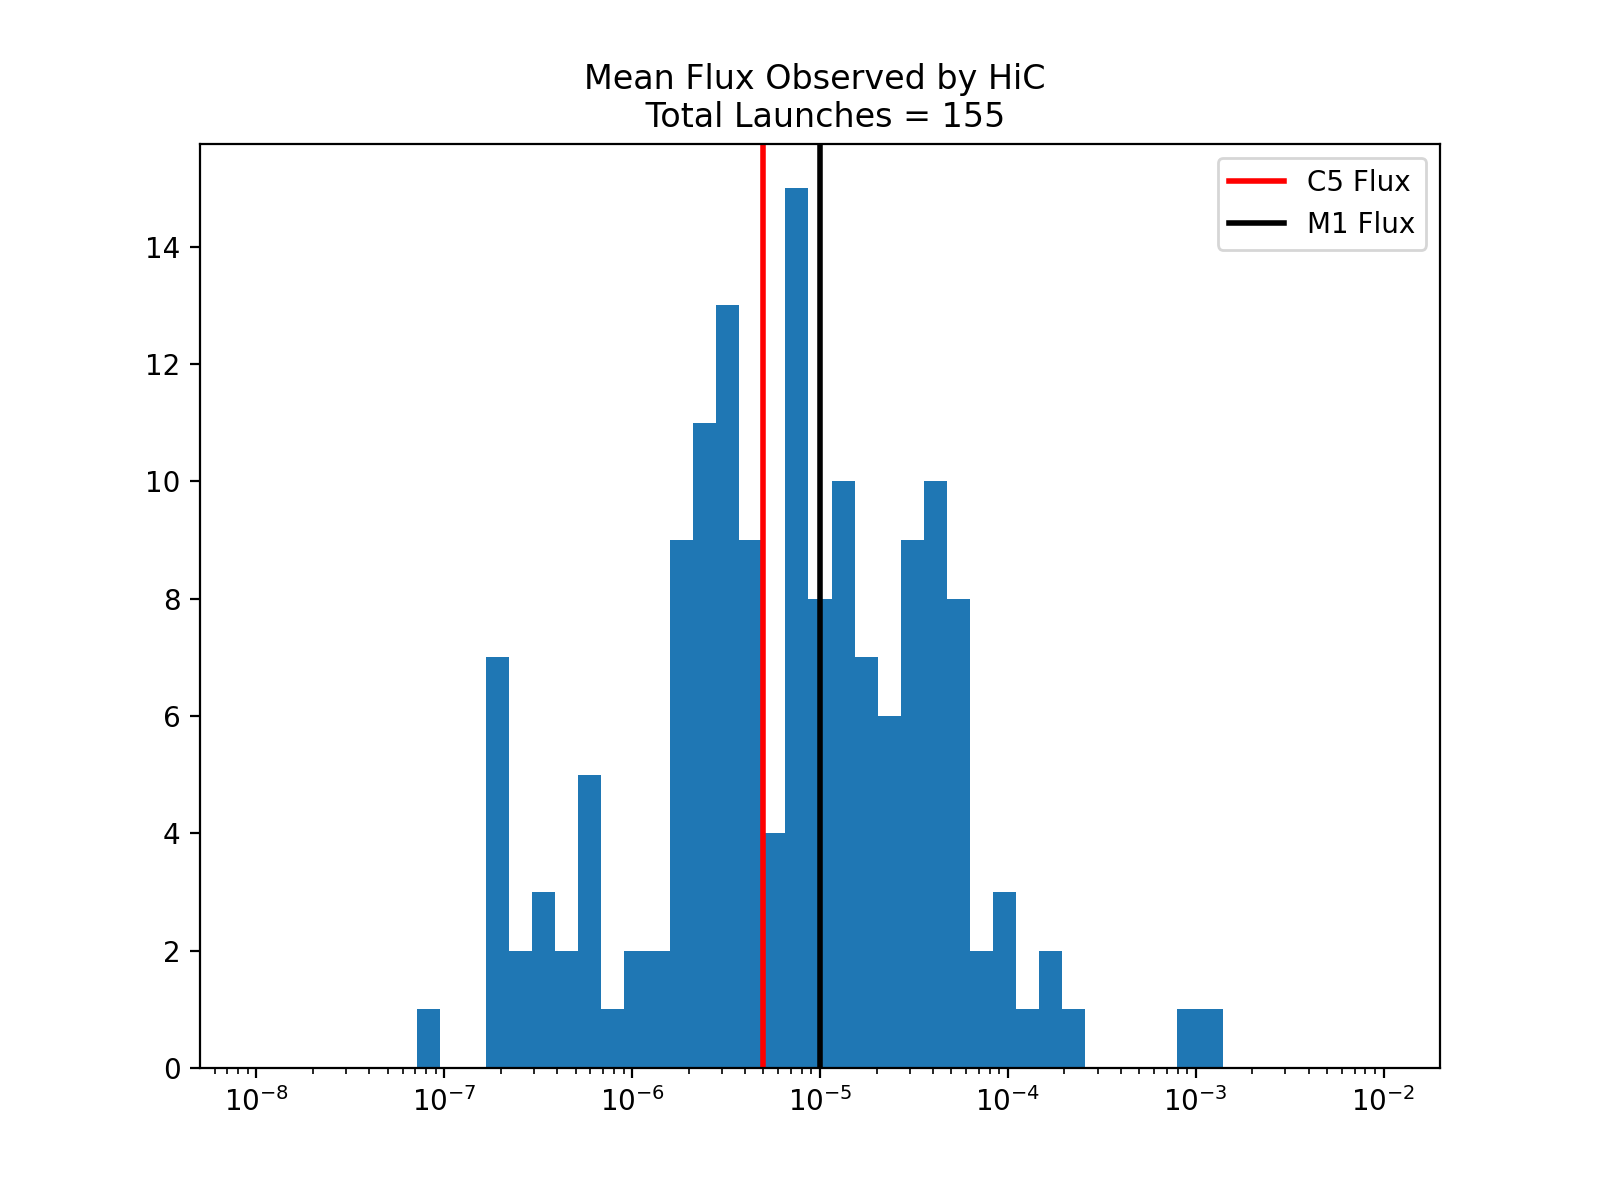 Mean Flux Observed by HiC
Total Launches = 155
C5 Flux
M1 Flux
14
12
10
8
6
4
2
0
10⁻⁸ 10⁻⁷ 10⁻⁶ 10⁻⁵ 10⁻⁴ 10⁻³ 10⁻²